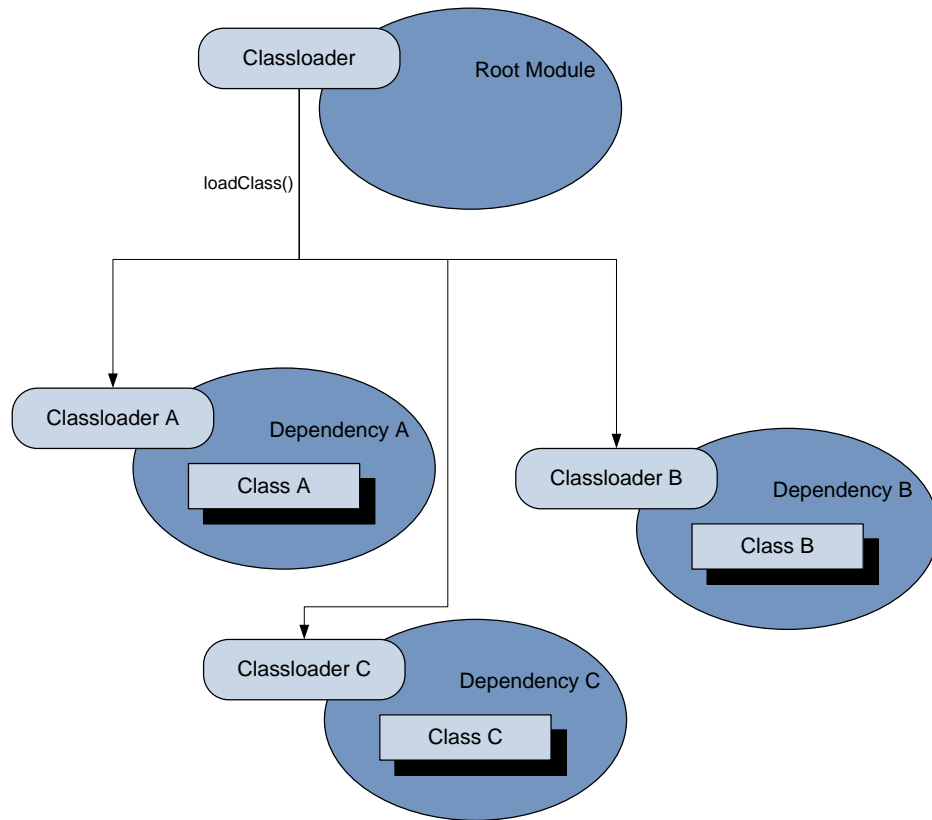 Classloader
Root Module
loadClass()
Classloader A
Dependency A
Class A
Classloader B
Dependency B
Class B
Classloader C
Dependency C
Class C